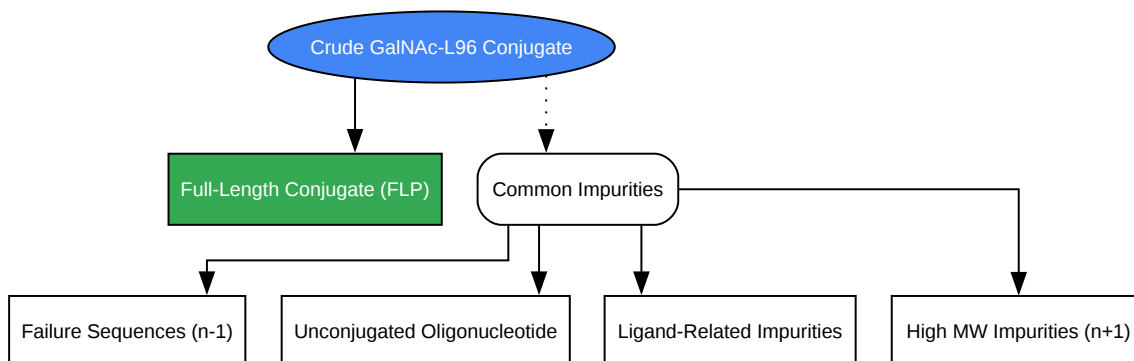 Crude GalNAc-L96 Conjugate
Full-Length Conjugate (FLP)
Common Impurities
Failure Sequences (n-1)
Unconjugated Oligonucleotide
Ligand-Related Impurities
High MW Impurities (n+1)